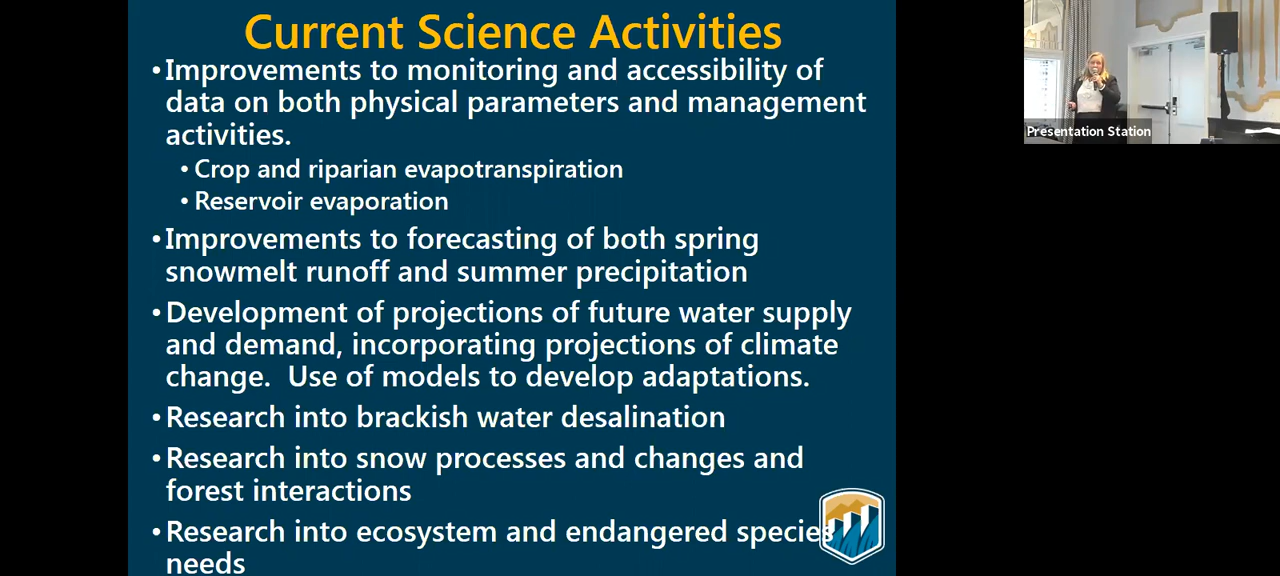 Current Science Activities
•Improvements to monitoring and accessibility of
data on both physical parameters and management
activities.
•Crop and riparian evapotranspiration
•Reservoir evaporation
•Improvements to forecasting of both spring
snowmelt runoff and summer precipitation
•Development of projections of future water supply
and demand, incorporating projections of climate
change.  Use of models to develop adaptations.
•Research into brackish water desalination
•Research into snow processes and changes and
forest interactions
•Research into ecosystem and endangered species
needs
Presentation Station